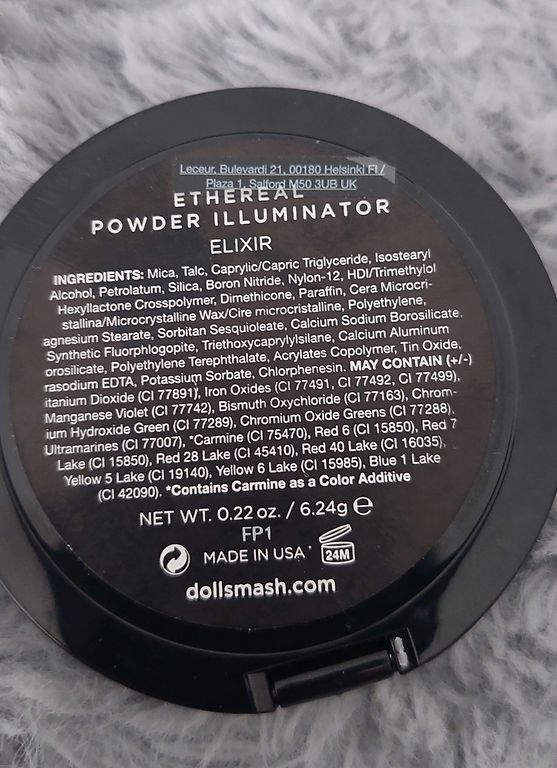 Leceur, Bulevardi 21, 00180 Helsinki FI /
Plaza 1, Salford M50 3UB UK
ETHEREAL
POWDER ILLUMINATOR
ELIXIR
INGREDIENTS: Mica, Talc, Caprylic/Capric Triglyceride, Isostearyl
Alcohol, Petrolatum, Silica, Boron Nitride, Nylon-12, HDI/Trimethylol
Hexyllactone Crosspolymer, Dimethicone, Paraffin, Cera Microcri-
stallina/Microcrystalline Wax/Cire microcristalline, Polyethylene,
agnesium Stearate, Sorbitan Sesquioleate, Calcium Sodium Borosilicate,
Synthetic Fluorphlogopite, Triethoxycaprylylsilane, Calcium Aluminum
orosilicate, Polyethylene Terephthalate, Acrylates Copolymer, Tin Oxide,
rasodium EDTA, Potassium Sorbate, Chlorphenesin. MAY CONTAIN (+/-)
itanium Dioxide (CI 77891), Iron Oxides (CI 77491, CI 77492, CI 77499),
Manganese Violet (CI 77742), Bismuth Oxychloride (CI 77163), Chrom-
ium Hydroxide Green (CI 77289), Chromium Oxide Greens (CI 77288),
Ultramarines (CI 77007), *Carmine (CI 75470), Red 6 (CI 15850), Red 7
Lake (CI 15850), Red 28 Lake (CI 45410), Red 40 Lake (CI 16035),
Yellow 5 Lake (CI 19140), Yellow 6 Lake (CI 15985), Blue 1 Lake
(CI 42090). *Contains Carmine as a Color Additive
NET WT. 0.22 oz. / 6.24g e
FP1
MADE IN USA 24M
dollsmash.com